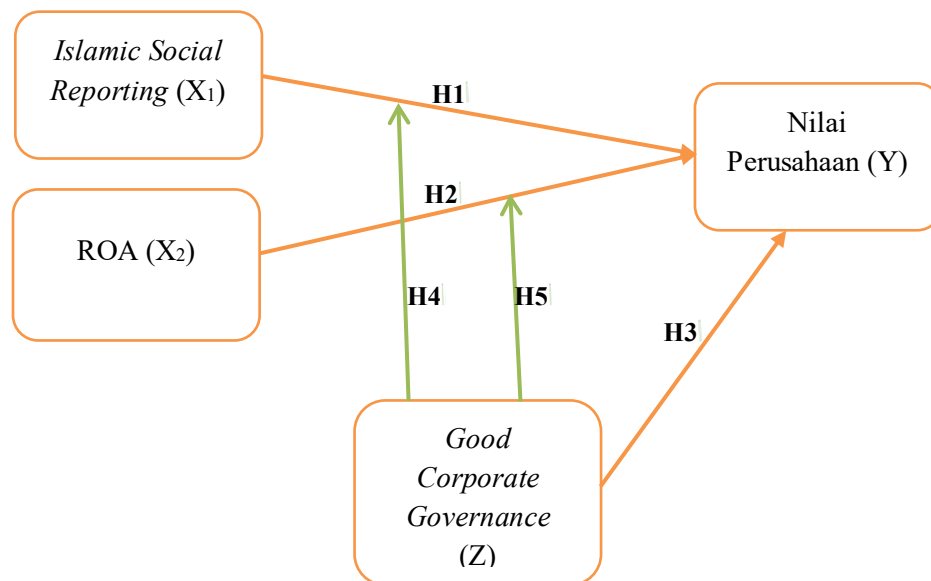 Islamic Social
Reporting (X₁)
H1
Nilai
Perusahaan (Y)
H2
ROA (X₂)
H4
H5
H3
Good
Corporate
Governance
(Z)